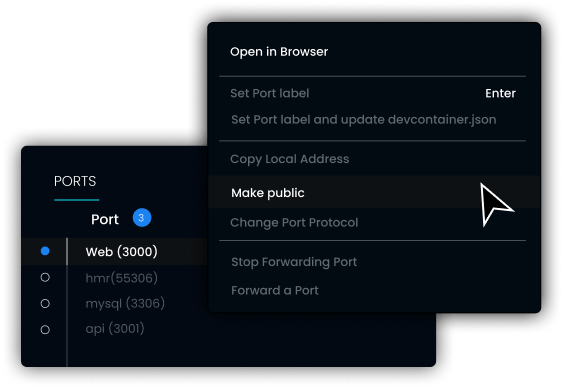 Open in Browser
Set Port label Enter
Set Port label and update devcontainer.json
Copy Local Address
Make public
Change Port Protocol
Stop Forwarding Port
Forward a Port
PORTS
Port 3
Web (3000)
hmr(55306)
mysql (3306)
api (3001)